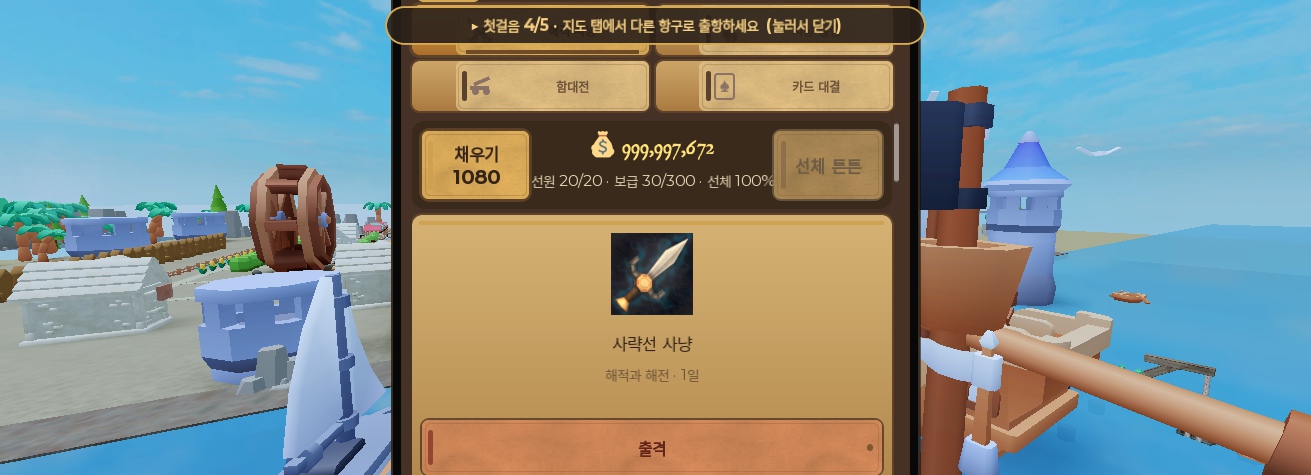 ▸ 첫걸음 4/5 · 지도 탭에서 다른 항구로 출항하세요 (눌러서 닫기)
함대전
카드 대결
채우기
1080
999,997,672
선원 20/20 · 보급 30/300 · 선체 100%
선체 튼튼
사략선 사냥
해적과 해전 · 1일
출격